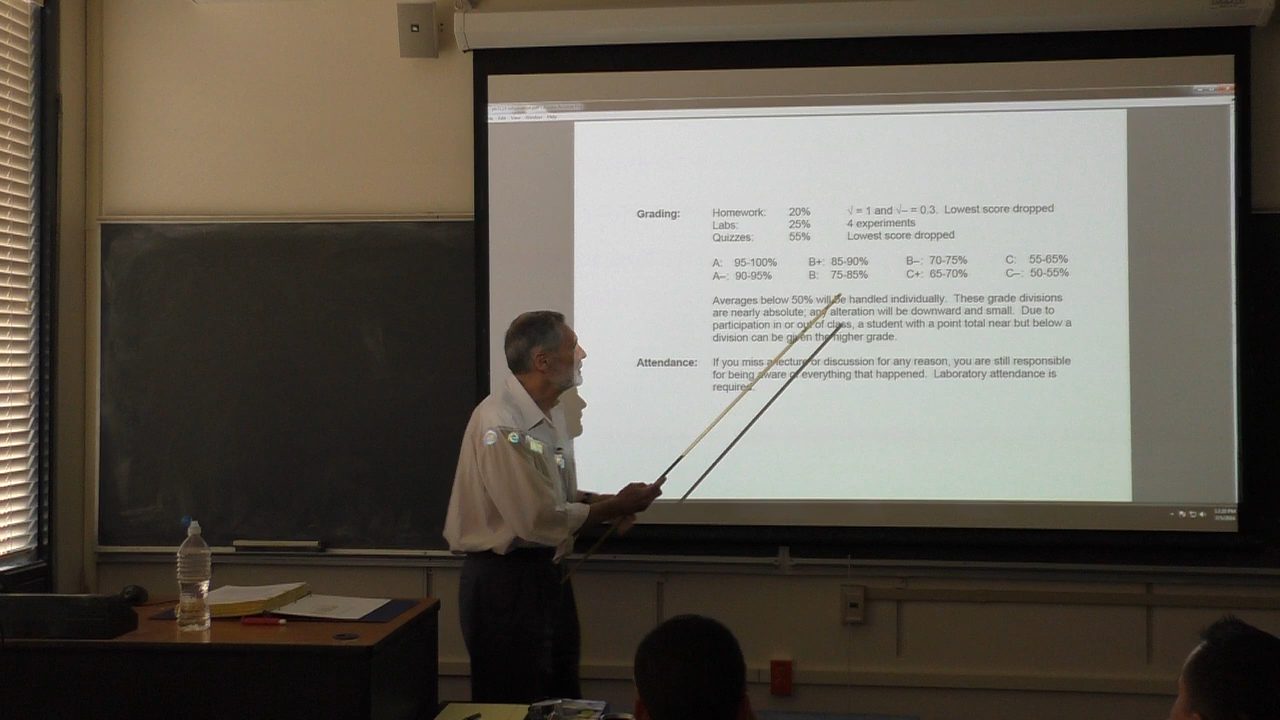 Edit View Window Help
Grading: Homework: 20% √ = 1 and √– = 0.3. Lowest score dropped
Labs: 25% 4 experiments
Quizzes: 55% Lowest score dropped
A: 95-100% B+: 85-90% B–: 70-75% C: 55-65%
A–: 90-95% B: 75-85% C+: 65-70% C–: 50-55%
Averages below 50% will be handled individually. These grade divisions
are nearly absolute; any alteration will be downward and small. Due to
participation in or out of class, a student with a point total near but below a
division can be given the higher grade.
Attendance: If you miss a lecture or discussion for any reason, you are still responsible
for being aware of everything that happened. Laboratory attendance is
required.